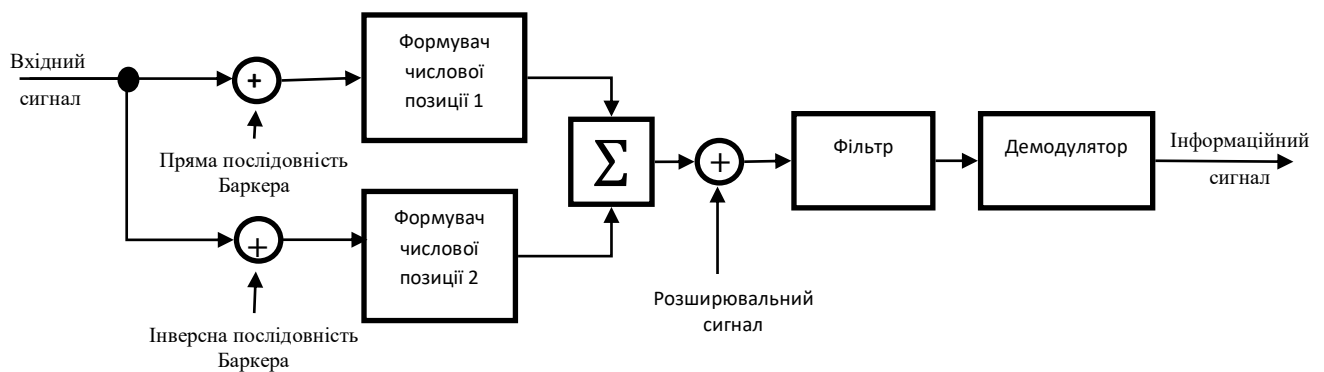 Вхідний
сигнал
+
Пряма послідовність
Баркера
Формувач
числової
позиції 1
+
Інверсна послідовність
Баркера
Формувач
числової
позиції 2
Σ
+
Розширювальний
сигнал
Фільтр
Демодулятор
Інформаційний
сигнал